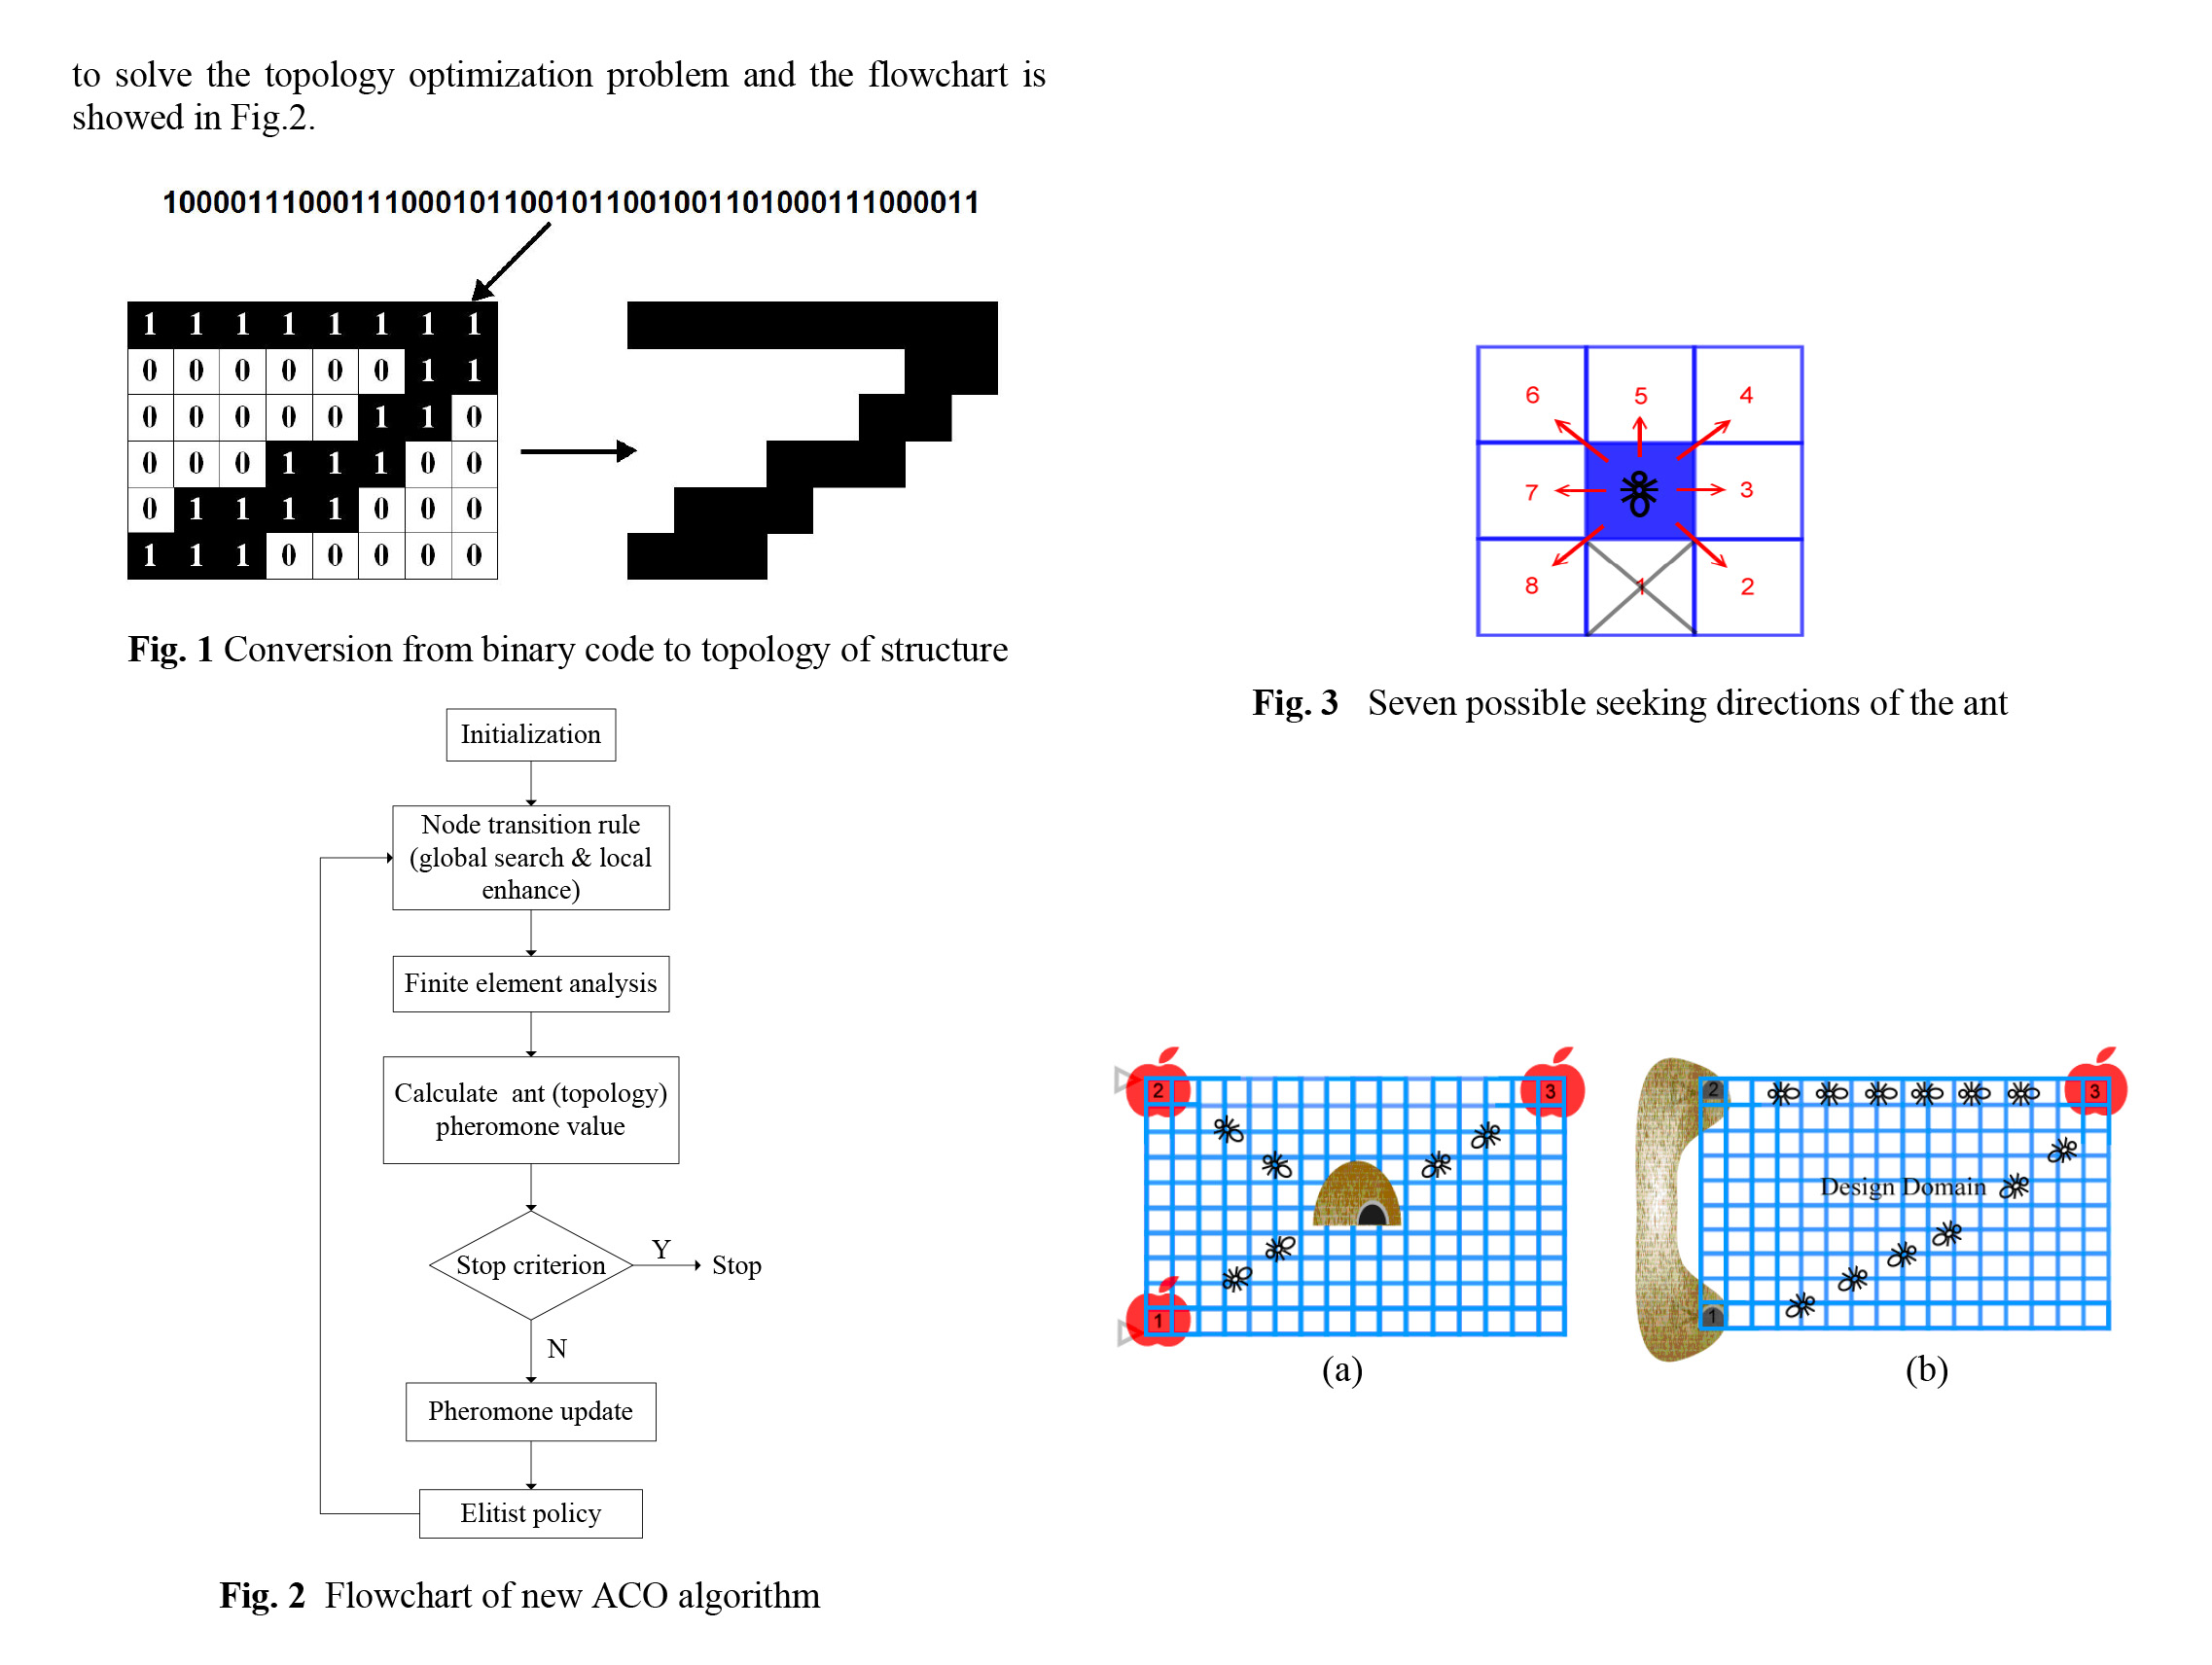 to solve the topology optimization problem and the flowchart is
showed in Fig.2.
100001110001110001011001011001001101000111000011
1 1 1 1 1 1 1 1
0 0 0 0 0 0 1 1
0 0 0 0 0 1 1 0
0 0 0 1 1 1 0 0
0 1 1 1 1 0 0 0
1 1 1 0 0 0 0 0
Fig. 1 Conversion from binary code to topology of structure
Initialization
Node transition rule
(global search & local
enhance)
Finite element analysis
Calculate ant (topology)
pheromone value
Stop criterion
Y
Stop
N
Pheromone update
Elitist policy
Fig. 2 Flowchart of new ACO algorithm
6 5 4
7 3
8 1 2
Fig. 3 Seven possible seeking directions of the ant
2 3
1
(a)
2 3
Design Domain
1
(b)